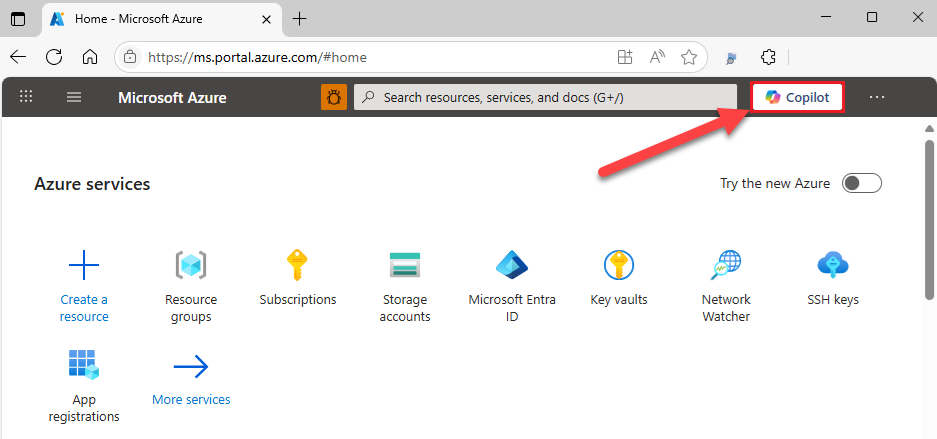 Home - Microsoft Azure
https://ms.portal.azure.com/#home
Microsoft Azure
Search resources, services, and docs (G+/)
Copilot
Azure services
Try the new Azure
Create a
resource
Resource
groups
Subscriptions
Storage
accounts
Microsoft Entra
ID
Key vaults
Network
Watcher
SSH keys
App
registrations
More services